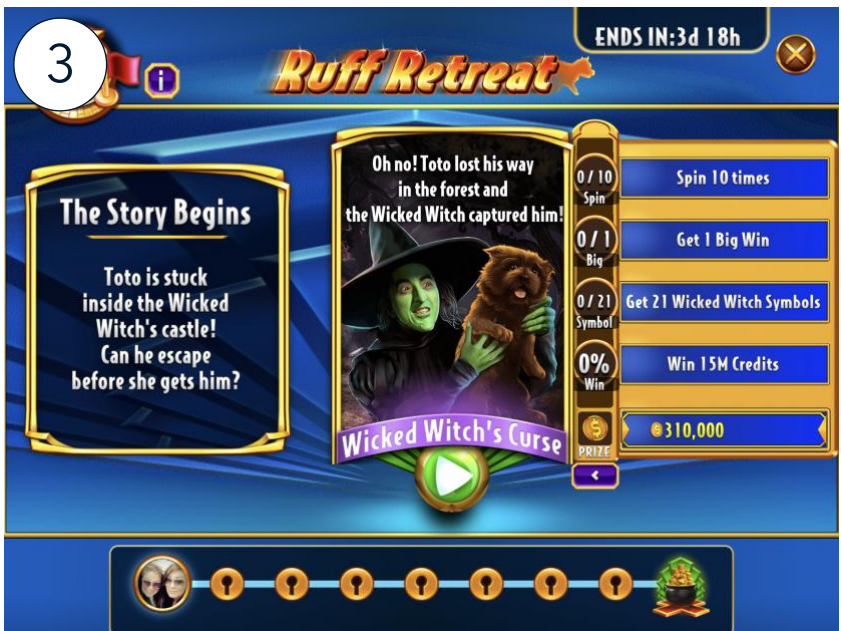 3
i
Ruff Retreat
ENDS IN:3d 18h
The Story Begins
Toto is stuck
inside the Wicked
Witch's castle!
Can he escape
before she gets him?
Oh no! Toto lost his way
in the forest and
the Wicked Witch captured him!
Wicked Witch's Curse
0/10
Spin
Spin 10 times
0/1
Big
Get 1 Big Win
0/21
Symbol
Get 21 Wicked Witch Symbols
0%
Win
Win 15M Credits
PRIZE
310,000